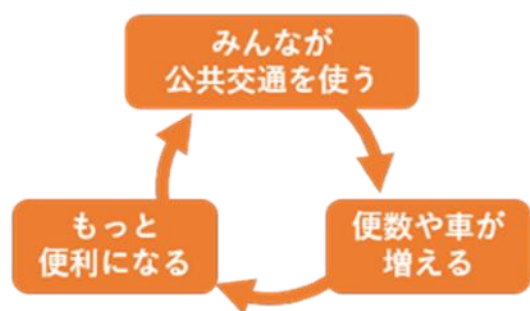 みんなが
公共交通を使う
便数や車が
増える
もっと
便利になる